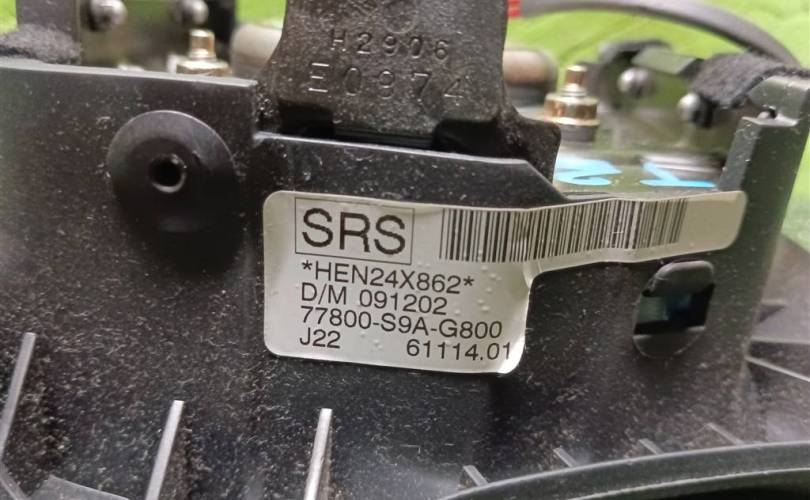 H2906
E0974
SRS
*HEN24X862*
D/M 091202
77800-S9A-G800
J22 61114.01